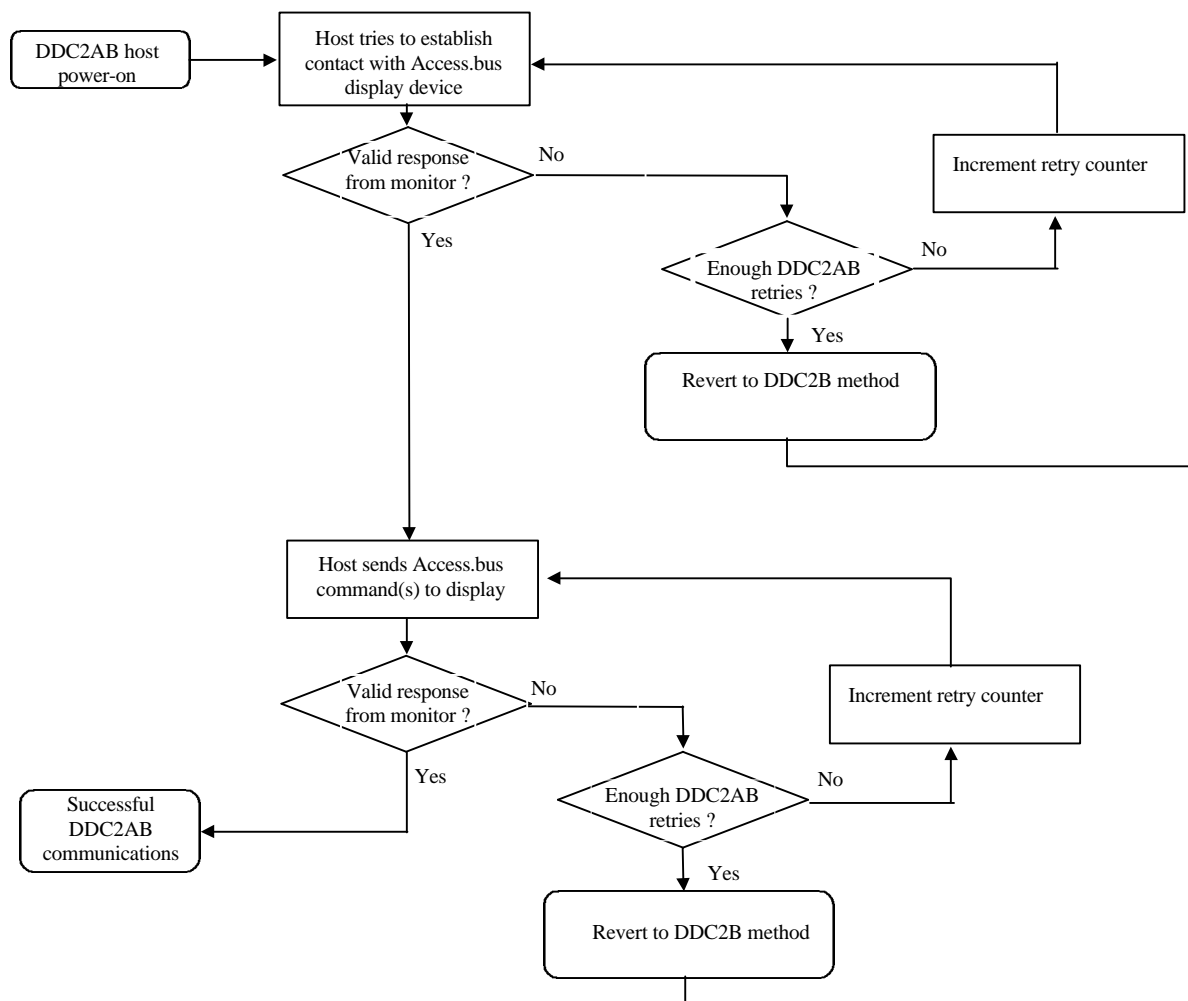 DDC2AB host
power-on
Host tries to establish
contact with Access.bus
display device
Valid response
from monitor ?
No
Yes
Increment retry counter
Enough DDC2AB
retries ?
No
Yes
Revert to DDC2B method
Host sends Access.bus
command(s) to display
Valid response
from monitor ?
No
Yes
Increment retry counter
Successful
DDC2AB
communications
Enough DDC2AB
retries ?
No
Yes
Revert to DDC2B method